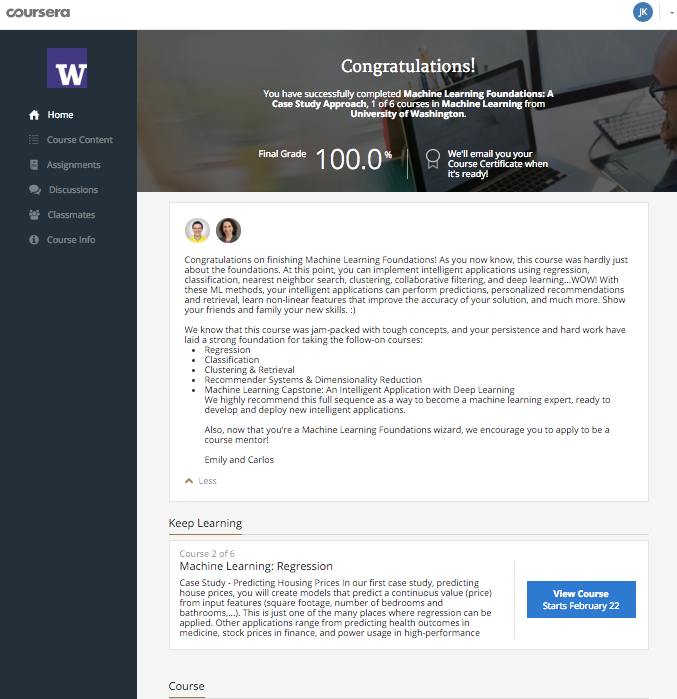 coursera
JK
W
Home
Course Content
Assignments
Discussions
Classmates
Course Info
Congratulations!
You have successfully completed Machine Learning Foundations: A
Case Study Approach, 1 of 6 courses in Machine Learning from
University of Washington.
Final Grade 100.0%
We'll email you your
Course Certificate when
it's ready!
Congratulations on finishing Machine Learning Foundations! As you now know, this course was hardly just
about the foundations. At this point, you can implement intelligent applications using regression,
classification, nearest neighbor search, clustering, collaborative filtering, and deep learning...WOW! With
these ML methods, your intelligent applications can perform predictions, personalized recommendations
and retrieval, learn non-linear features that improve the accuracy of your solution, and much more. Show
your friends and family your new skills. :)
We know that this course was jam-packed with tough concepts, and your persistence and hard work have
laid a strong foundation for taking the follow-on courses:
• Regression
• Classification
• Clustering & Retrieval
• Recommender Systems & Dimensionality Reduction
• Machine Learning Capstone: An Intelligent Application with Deep Learning
We highly recommend this full sequence as a way to become a machine learning expert, ready to
develop and deploy new intelligent applications.
Also, now that you're a Machine Learning Foundations wizard, we encourage you to apply to be a
course mentor!
Emily and Carlos
Less
Keep Learning
Course 2 of 6
Machine Learning: Regression
Case Study - Predicting Housing Prices In our first case study, predicting
house prices, you will create models that predict a continuous value (price)
from input features (square footage, number of bedrooms and
bathrooms,...). This is just one of the many places where regression can be
applied. Other applications range from predicting health outcomes in
medicine, stock prices in finance, and power usage in high-performance
View Course
Starts February 22
Course